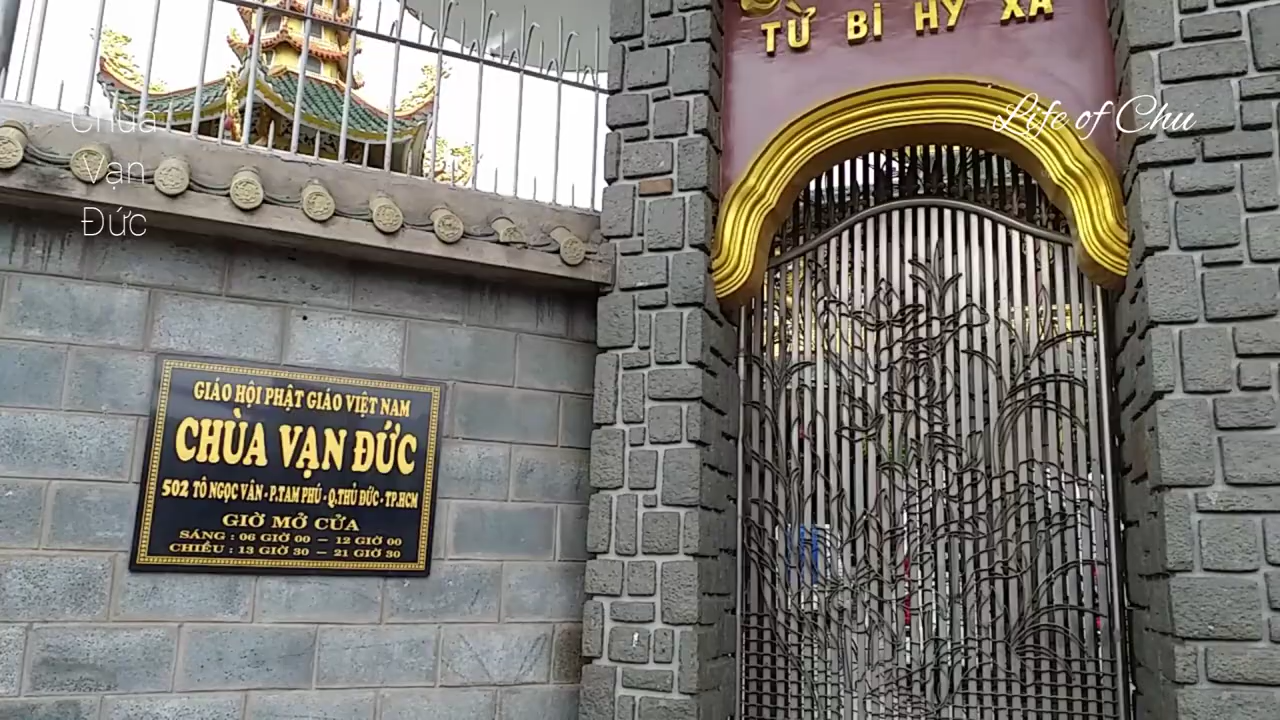 TỪ BI HỶ XẢ
Life of Chu
Chùa
Vạn
Đức
GIÁO HỘI PHẬT GIÁO VIỆT NAM
CHÙA VẠN ĐỨC
502 TÔ NGỌC VÂN - P.TAM PHÚ - Q.THỦ ĐỨC - TP.HCM
GIỜ MỞ CỬA
SÁNG : 06 GIỜ 00 - 12 GIỜ 00
CHIỀU : 13 GIỜ 30 - 21 GIỜ 30